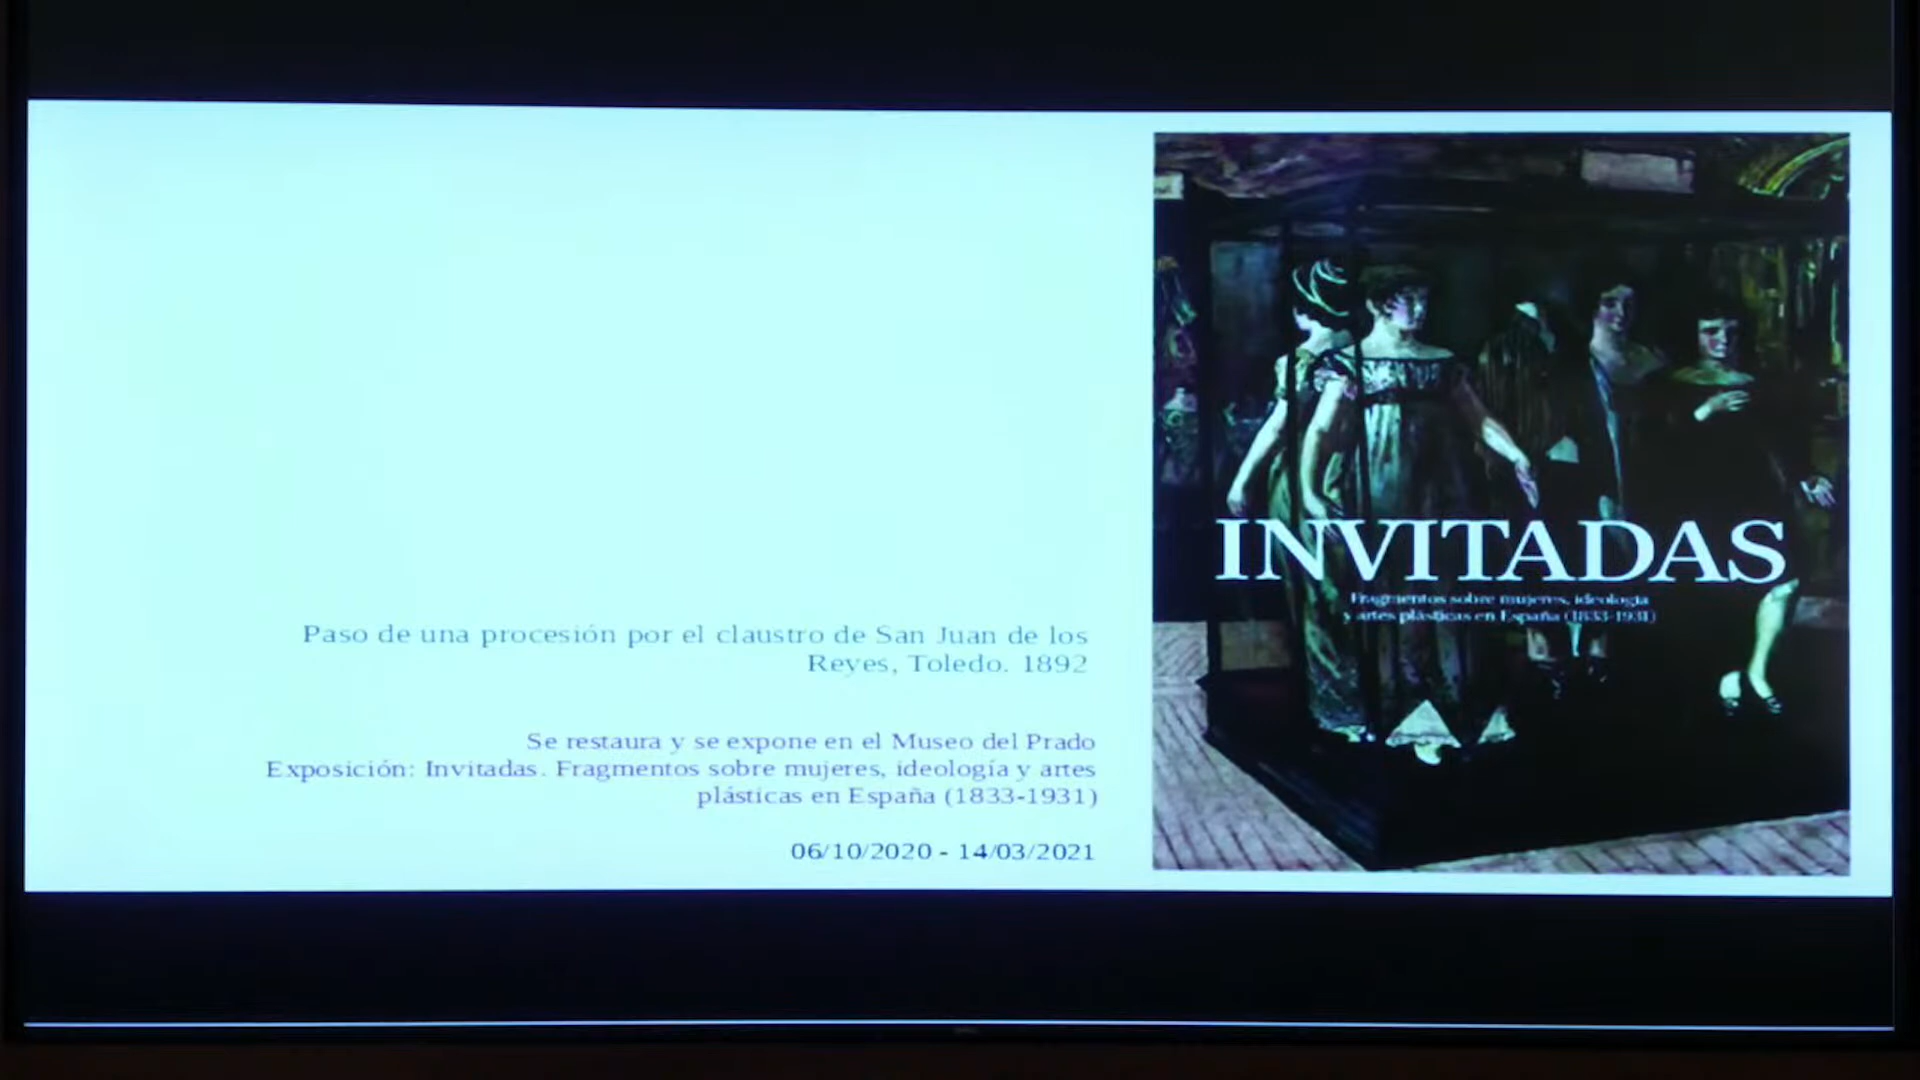 Paso de una procesión por el claustro de San Juan de los
Reyes, Toledo. 1892
Se restaura y se expone en el Museo del Prado
Exposición: Invitadas. Fragmentos sobre mujeres, ideología y artes
plásticas en España (1833-1931)
06/10/2020 - 14/03/2021
INVITADAS
Fragmentos sobre mujeres, ideología
y artes plásticas en España (1833-1931)